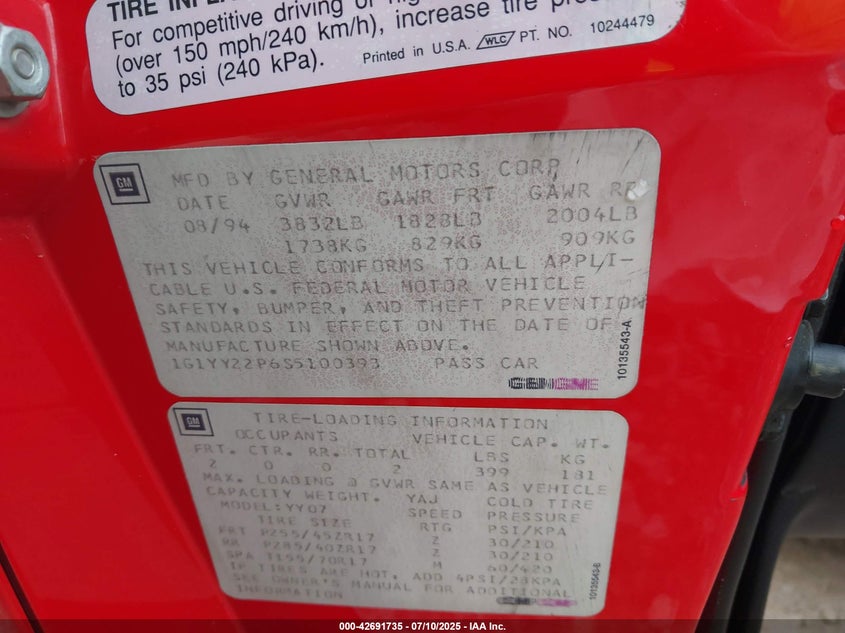 TIRE
For competitive driving or
(over 150 mph/240 km/h), increase tire
to 35 psi (240 kPa). Printed in U.S.A. WLC PT. NO. 10244479
GM
MFD BY GENERAL MOTORS CORP
DATE GVWR GAWR FRT GAWR RR
08/94 3832LB 1828LB 2004LB
1738KG 829KG 909KG
THIS VEHICLE CONFORMS TO ALL APPLI-
CABLE U.S. FEDERAL MOTOR VEHICLE
SAFETY, BUMPER, AND THEFT PREVENTION
STANDARDS IN EFFECT ON THE DATE OF
MANUFACTURE SHOWN ABOVE.
1G1YY22P6S5100393 PASS CAR
10135543-A
GM
TIRE-LOADING INFORMATION
OCCUPANTS VEHICLE CAP. WT.
FRT. CTR. RR. TOTAL LBS KG
2 0 0 2 399 181
MAX. LOADING @ GVWR SAME AS VEHICLE
CAPACITY WEIGHT. YAJ COLD TIRE
MODEL: YY07 SPEED PRESSURE
TIRE SIZE RTG PSI/KPA
FRT P255/45ZR17 Z 30/210
RR P285/40ZR17 Z 30/210
SPA T155/70R17 M 60/420
IF TIRES ARE HOT, ADD 4PSI/28KPA
SEE OWNER'S MANUAL FOR ADDITIONAL
INFORMATION
10135543-B
000-42691735 - 07/10/2025 - IAA Inc.